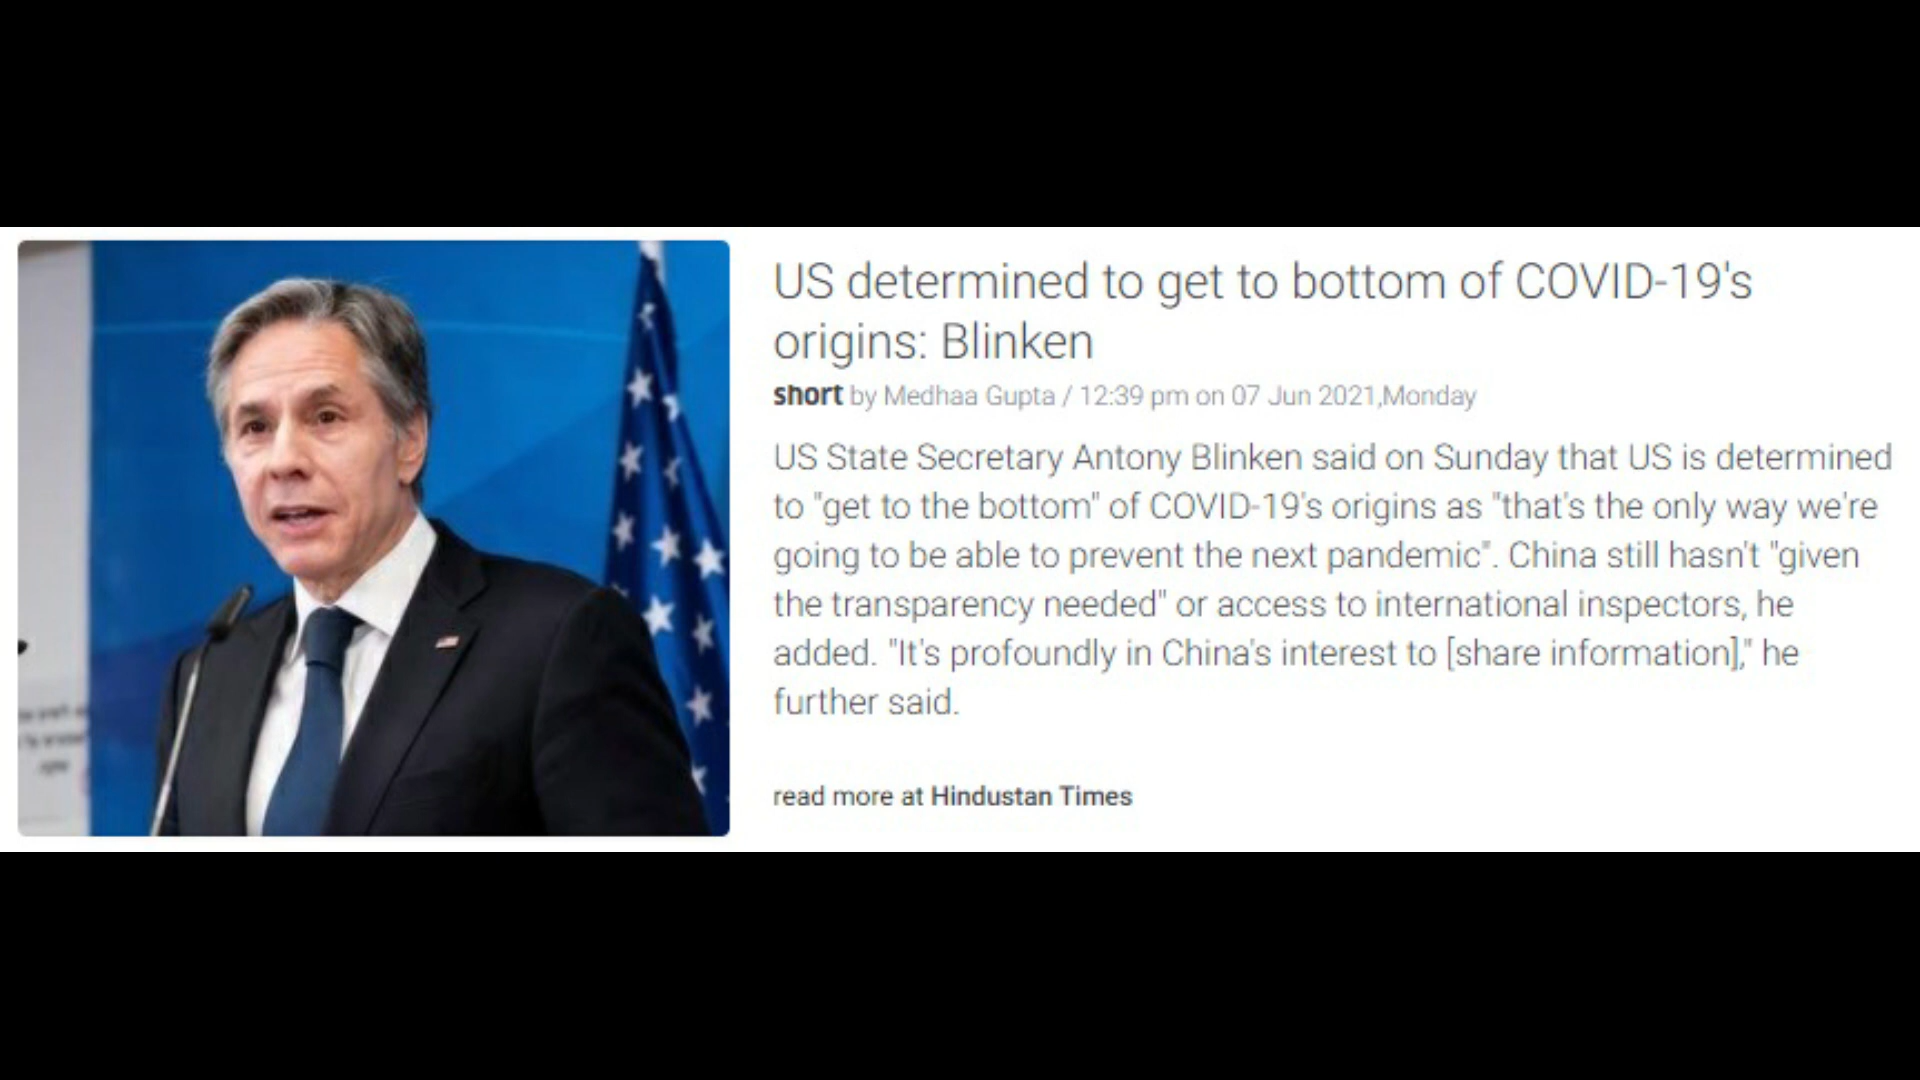 US determined to get to bottom of COVID-19's
origins: Blinken
short by Medhaa Gupta / 12:39 pm on 07 Jun 2021,Monday
US State Secretary Antony Blinken said on Sunday that US is determined
to "get to the bottom" of COVID-19's origins as "that's the only way we're
going to be able to prevent the next pandemic". China still hasn't "given
the transparency needed" or access to international inspectors, he
added. "It's profoundly in China's interest to [share information]," he
further said.
read more at Hindustan Times